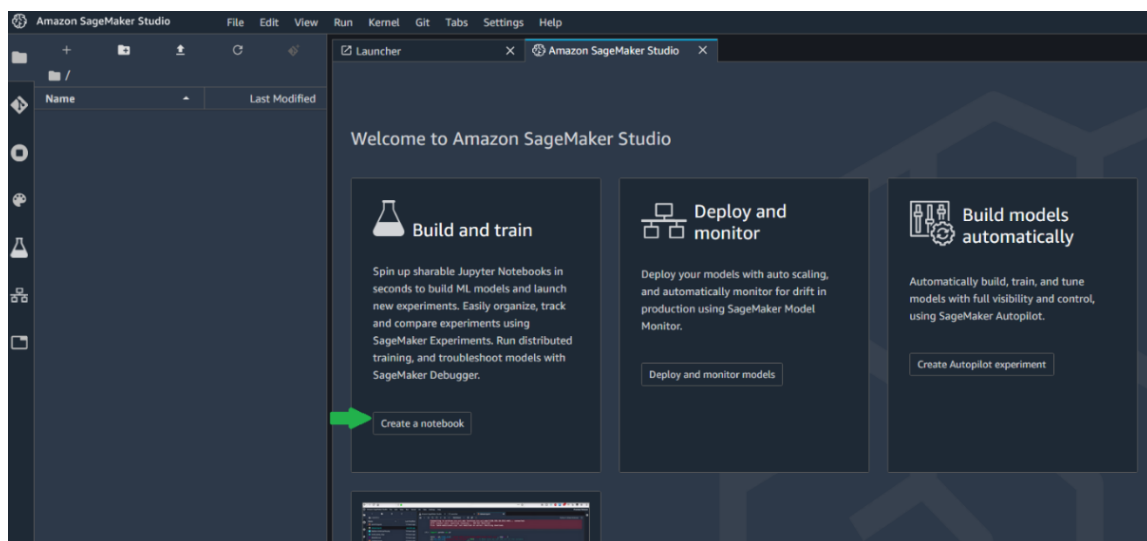 Amazon SageMaker Studio File Edit View Run Kernel Git Tabs Settings Help
Launcher Amazon SageMaker Studio
/
Name Last Modified
Welcome to Amazon SageMaker Studio
Build and train
Spin up sharable Jupyter Notebooks in
seconds to build ML models and launch
new experiments. Easily organize, track
and compare experiments using
SageMaker Experiments. Run distributed
training, and troubleshoot models with
SageMaker Debugger.
Create a notebook
Deploy and
monitor
Deploy your models with auto scaling,
and automatically monitor for drift in
production using SageMaker Model
Monitor.
Deploy and monitor models
Build models
automatically
Automatically build, train, and tune
models with full visibility and control,
using SageMaker Autopilot.
Create Autopilot experiment